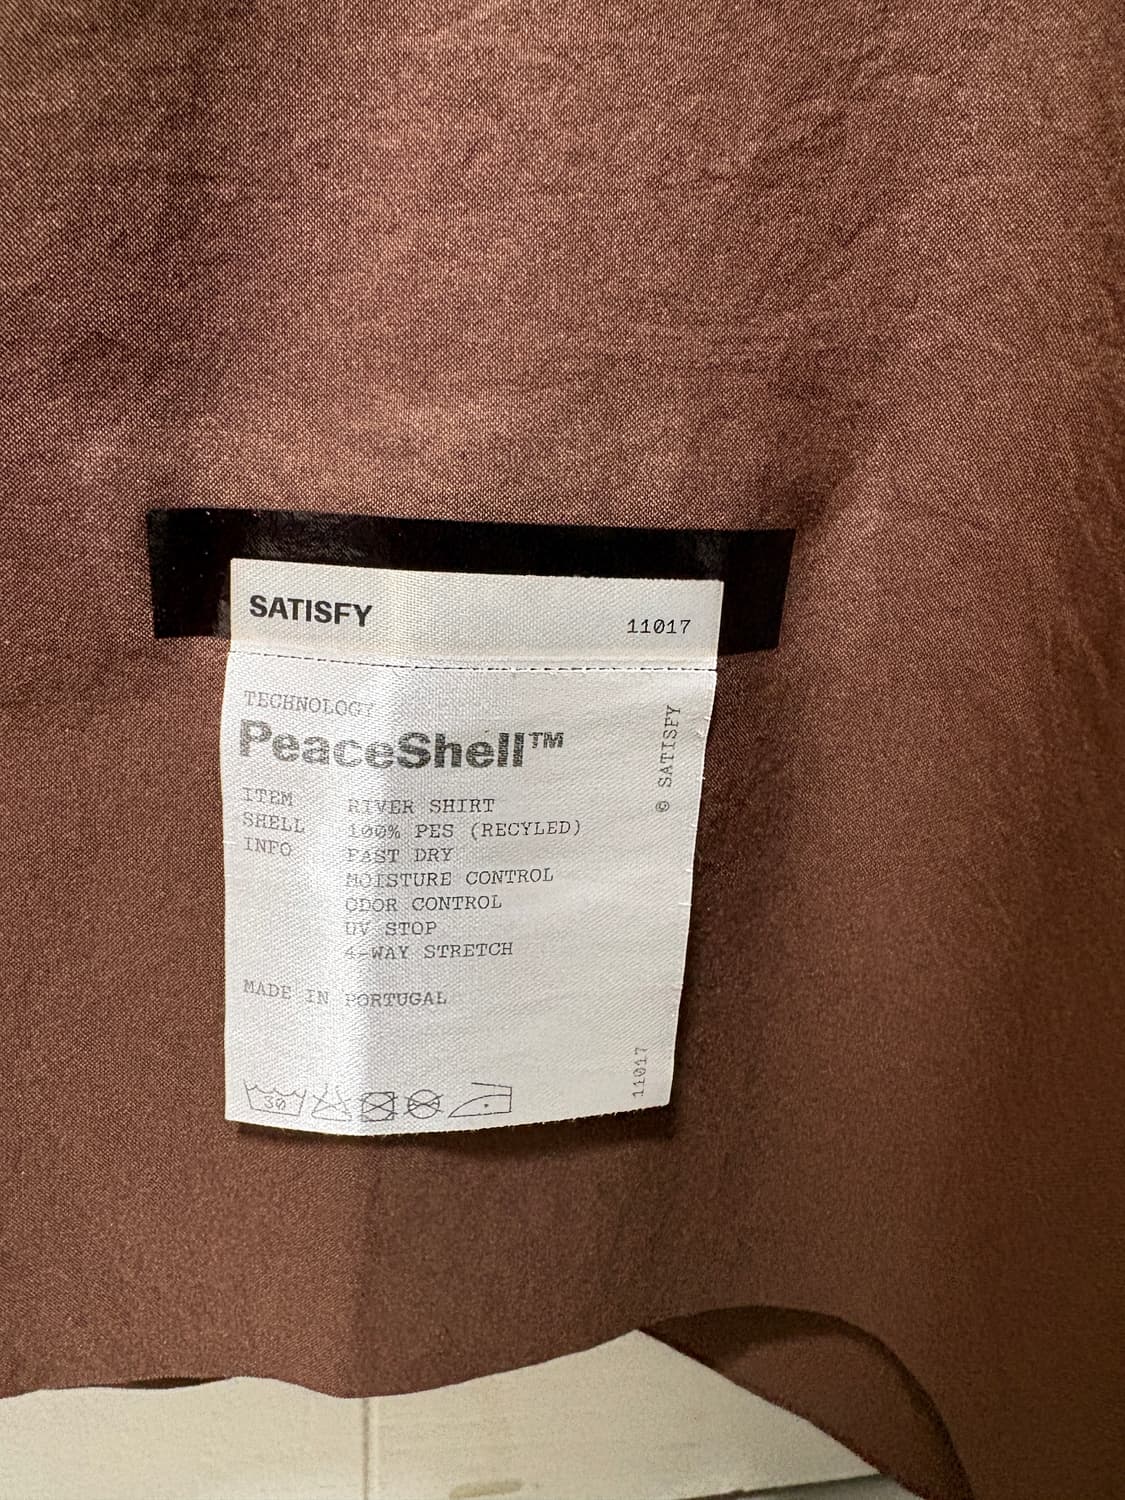 SATISFY
11017
TECHNOLOGY
PeaceShell™
ITEM RIVER SHIRT
SHELL 100% PES (RECYLED)
INFO FAST DRY
MOISTURE CONTROL
ODOR CONTROL
UV STOP
4-WAY STRETCH
MADE IN PORTUGAL
30
© SATISFY
11017